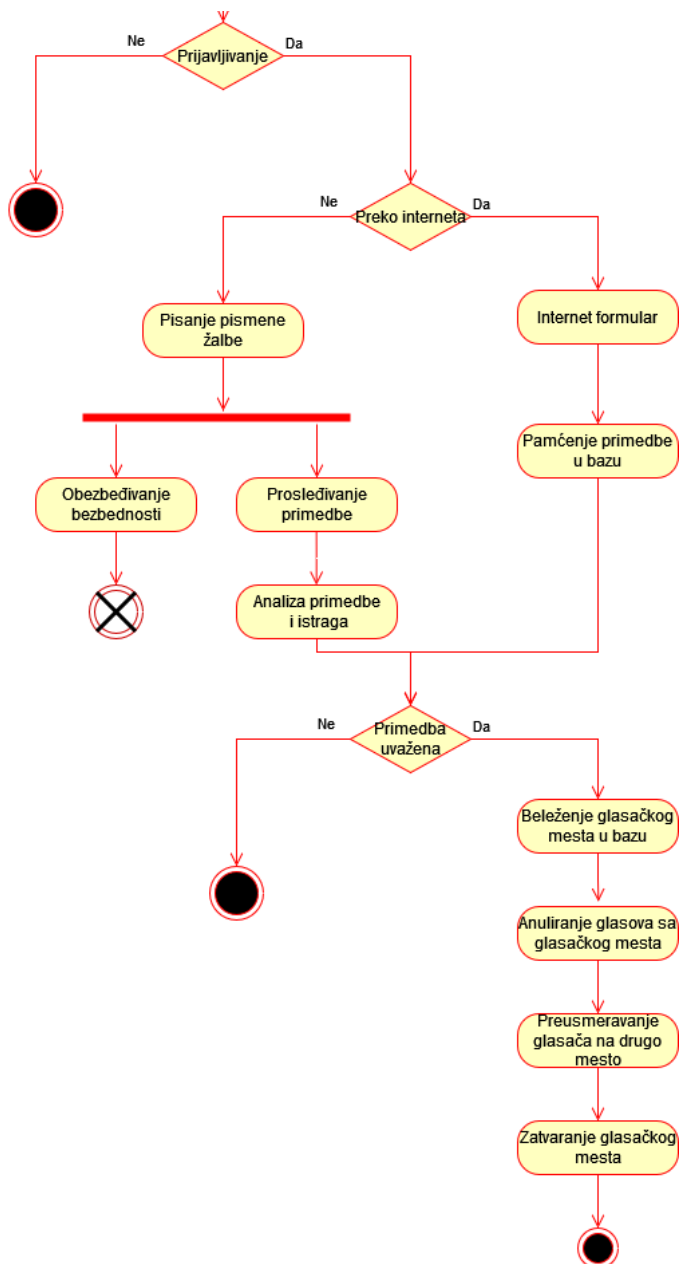 Ne
Da
Prijavljivanje
Ne
Da
Preko interneta
Pisanje pismene
žalbe
Internet formular
Pamćenje primedbe
u bazu
Obezbeđivanje
bezbednosti
Prosleđivanje
primedbe
Analiza primedbe
i istraga
Ne
Da
Primedba
uvažena
Beleženje glasačkog
mesta u bazu
Anuliranje glasova sa
glasačkog mesta
Preusmeravanje
glasača na drugo
mesto
Zatvaranje glasačkog
mesta